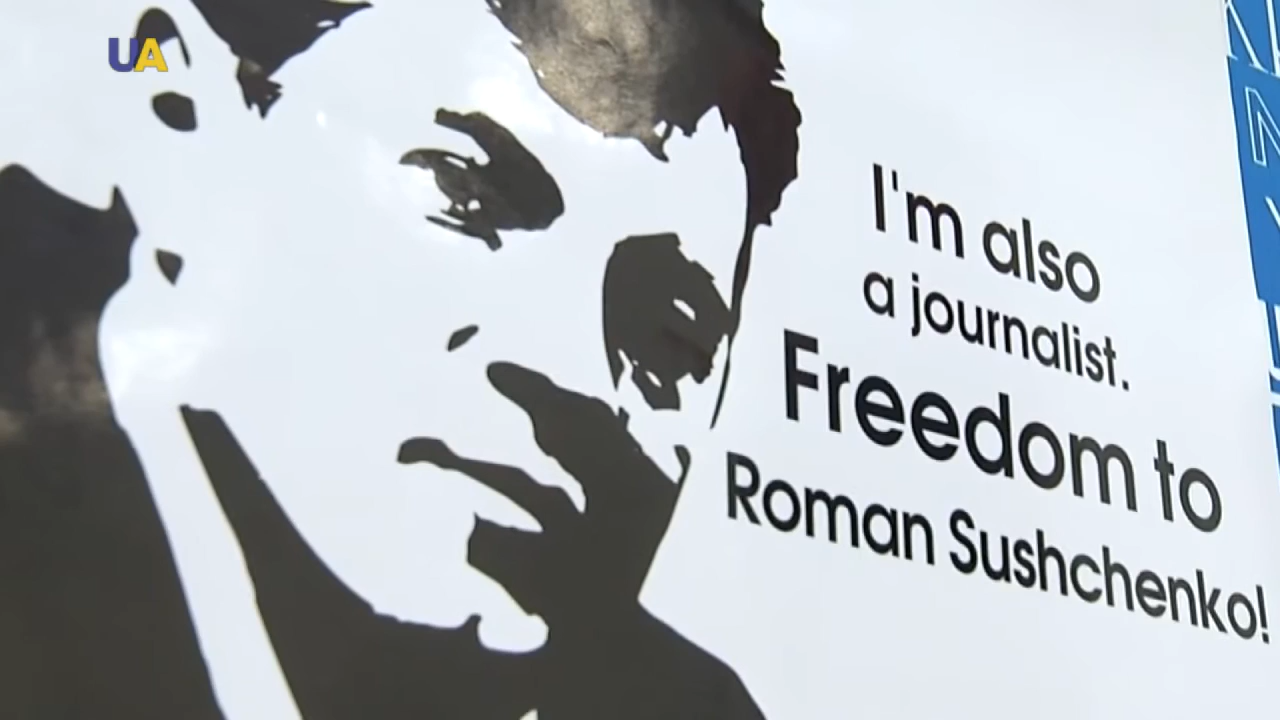 UA
I'm also
a journalist.
Freedom to
Roman Sushchenko!